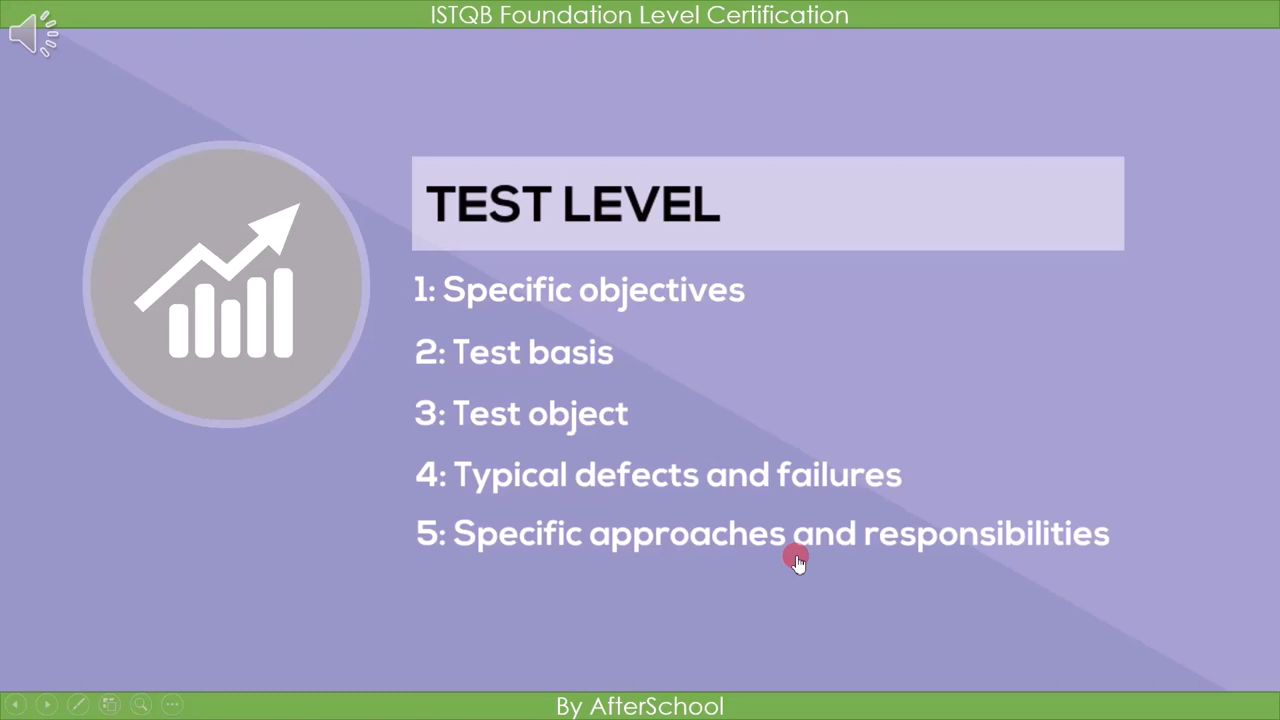 ISTQB Foundation Level Certification
TEST LEVEL
1: Specific objectives
2: Test basis
3: Test object
4: Typical defects and failures
5: Specific approaches and responsibilities
By AfterSchool